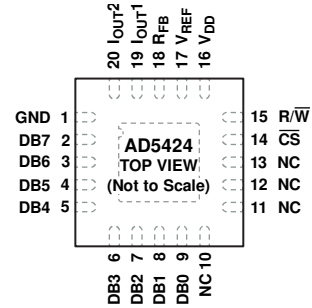 20 IOUT2
19 IOUT1
18 RFB
17 VREF
16 VDD
GND 1
DB7 2
DB6 3
DB5 4
DB4 5
AD5424
TOP VIEW
(Not to Scale)
15 R/W̅
14 C̅S̅
13 NC
12 NC
11 NC
DB3 6
DB2 7
DB1 8
DB0 9
NC 10